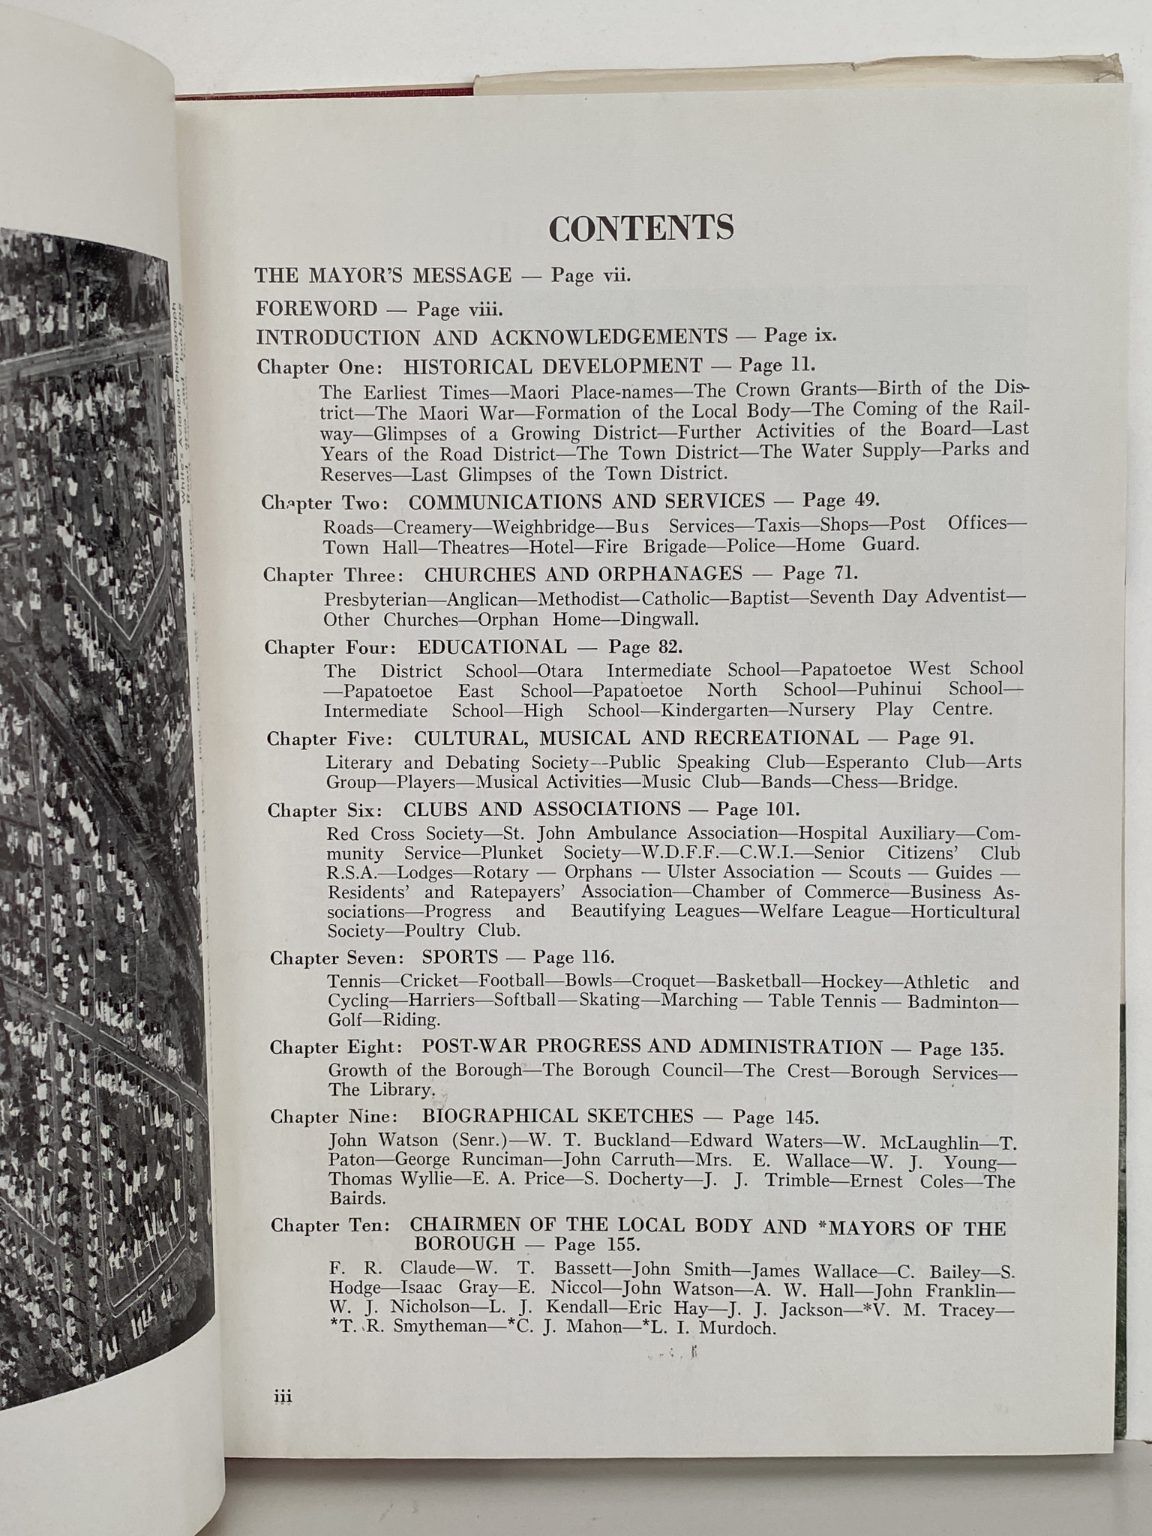 CONTENTS
THE MAYOR'S MESSAGE — Page vii.
FOREWORD — Page viii.
INTRODUCTION AND ACKNOWLEDGEMENTS — Page ix.
Chapter One: HISTORICAL DEVELOPMENT — Page 11.
The Earliest Times—Maori Place-names—The Crown Grants—Birth of the Dis-
trict—The Maori War—Formation of the Local Body—The Coming of the Rail-
way—Glimpses of a Growing District—Further Activities of the Board—Last
Years of the Road District—The Town District—The Water Supply—Parks and
Reserves—Last Glimpses of the Town District.
Chapter Two: COMMUNICATIONS AND SERVICES — Page 49.
Roads—Creamery—Weighbridge—Bus Services—Taxis—Shops—Post Offices—
Town Hall—Theatres—Hotel—Fire Brigade—Police—Home Guard.
Chapter Three: CHURCHES AND ORPHANAGES — Page 71.
Presbyterian—Anglican—Methodist—Catholic—Baptist—Seventh Day Adventist—
Other Churches—Orphan Home—Dingwall.
Chapter Four: EDUCATIONAL — Page 82.
The District School—Otara Intermediate School—Papatoetoe West School
—Papatoetoe East School—Papatoetoe North School—Puhinui School—
Intermediate School—High School—Kindergarten—Nursery Play Centre.
Chapter Five: CULTURAL, MUSICAL AND RECREATIONAL — Page 91.
Literary and Debating Society—Public Speaking Club—Esperanto Club—Arts
Group—Players—Musical Activities—Music Club—Bands—Chess—Bridge.
Chapter Six: CLUBS AND ASSOCIATIONS — Page 101.
Red Cross Society—St. John Ambulance Association—Hospital Auxiliary—Com-
munity Service—Plunket Society—W.D.F.F.—C.W.I.—Senior Citizens' Club
R.S.A.—Lodges—Rotary — Orphans — Ulster Association — Scouts — Guides —
Residents' and Ratepayers' Association—Chamber of Commerce—Business As-
sociations—Progress and Beautifying Leagues—Welfare League—Horticultural
Society—Poultry Club.
Chapter Seven: SPORTS — Page 116.
Tennis—Cricket—Football—Bowls—Croquet—Basketball—Hockey—Athletic and
Cycling—Harriers—Softball—Skating—Marching — Table Tennis — Badminton—
Golf—Riding.
Chapter Eight: POST-WAR PROGRESS AND ADMINISTRATION — Page 135.
Growth of the Borough—The Borough Council—The Crest—Borough Services—
The Library.
Chapter Nine: BIOGRAPHICAL SKETCHES — Page 145.
John Watson (Senr.)—W. T. Buckland—Edward Waters—W. McLaughlin—T.
Paton—George Runciman—John Carruth—Mrs. E. Wallace—W. J. Young—
Thomas Wyllie—E. A. Price—S. Docherty—J. J. Trimble—Ernest Coles—The
Bairds.
Chapter Ten: CHAIRMEN OF THE LOCAL BODY AND *MAYORS OF THE
BOROUGH — Page 155.
F. R. Claude—W. T. Bassett—John Smith—James Wallace—C. Bailey—S.
Hodge—Isaac Gray—E. Niccol—John Watson—A. W. Hall—John Franklin—
W. J. Nicholson—L. J. Kendall—Eric Hay—J. J. Jackson—*V. M. Tracey—
*T. R. Smytheman—*C. J. Mahon—*L. I. Murdoch.
iii